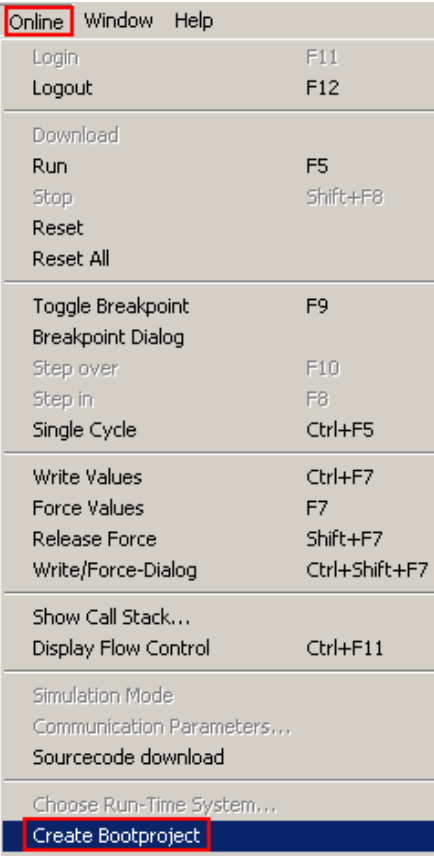 Online Window Help
Login F11
Logout F12
Download
Run F5
Stop Shift+F8
Reset
Reset All
Toggle Breakpoint F9
Breakpoint Dialog
Step over F10
Step in F8
Single Cycle Ctrl+F5
Write Values Ctrl+F7
Force Values F7
Release Force Shift+F7
Write/Force-Dialog Ctrl+Shift+F7
Show Call Stack...
Display Flow Control Ctrl+F11
Simulation Mode
Communication Parameters...
Sourcecode download
Choose Run-Time System...
Create Bootproject